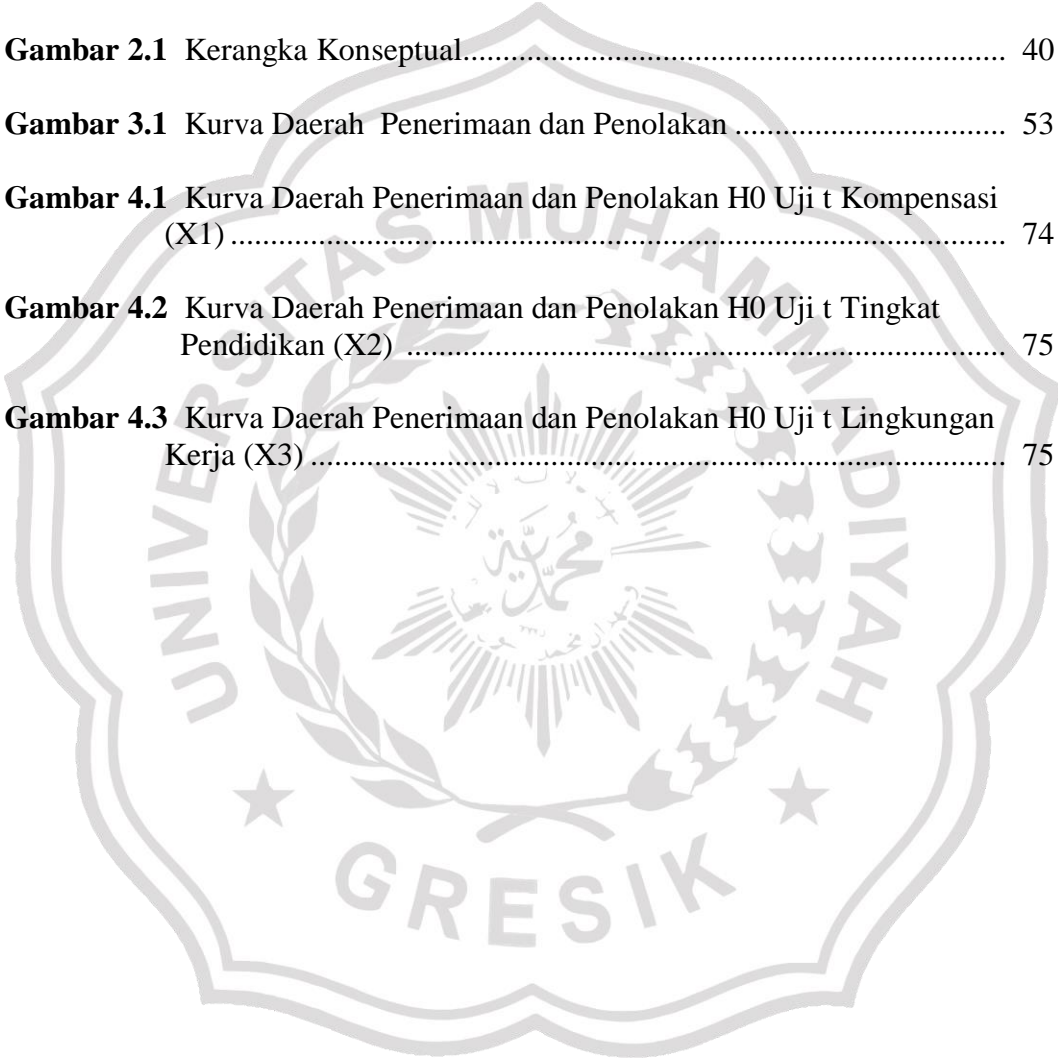 Gambar 2.1 Kerangka Konseptual.................................................................... 40
Gambar 3.1 Kurva Daerah Penerimaan dan Penolakan .................................. 53
Gambar 4.1 Kurva Daerah Penerimaan dan Penolakan H0 Uji t Kompensasi
(X1) ................................................................................................. 74
Gambar 4.2 Kurva Daerah Penerimaan dan Penolakan H0 Uji t Tingkat
Pendidikan (X2) ........................................................................... 75
Gambar 4.3 Kurva Daerah Penerimaan dan Penolakan H0 Uji t Lingkungan
Kerja (X3) ....................................................................................... 75
UNIVERSITAS MUHAMMADIYAH
GRESIK